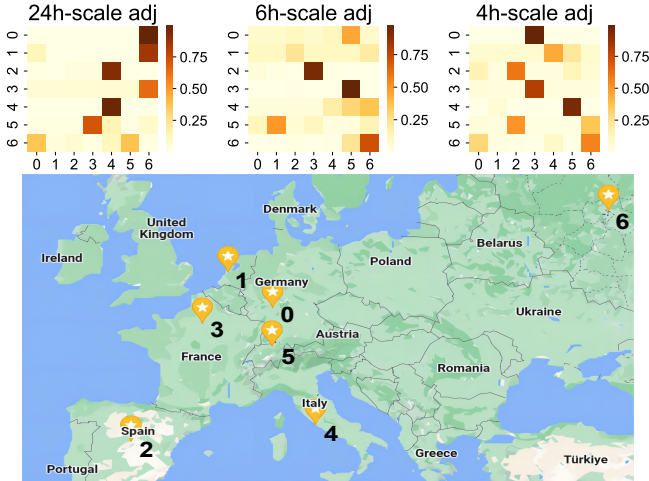 24h-scale adj
6h-scale adj
4h-scale adj
0
1
2
3
4
5
6
0 1 2 3 4 5 6
0.75
0.50
0.25
0
1
2
3
4
5
6
0 1 2 3 4 5 6
0.75
0.50
0.25
0
1
2
3
4
5
6
0 1 2 3 4 5 6
0.75
0.50
0.25
Denmark
United
Kingdom
Ireland
6
Belarus
Poland
1
Germany
0
Ukraine
3
Austria
France
5
Romania
Italy
Spain
4
2
Greece
Türkiye
Portugal